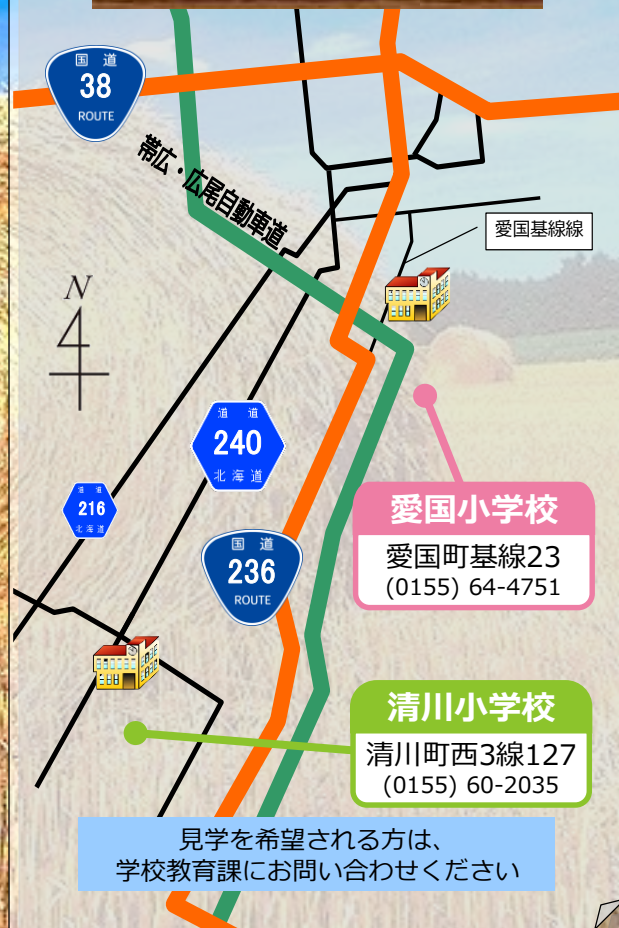 国道
38
ROUTE
帯広・広尾自動車道
愛国基線線
N
道道
240
北海道
道道
216
北海道
国道
236
ROUTE
愛国小学校
愛国町基線23
(0155) 64-4751
清川小学校
清川町西3線127
(0155) 60-2035
見学を希望される方は、
学校教育課にお問い合わせください